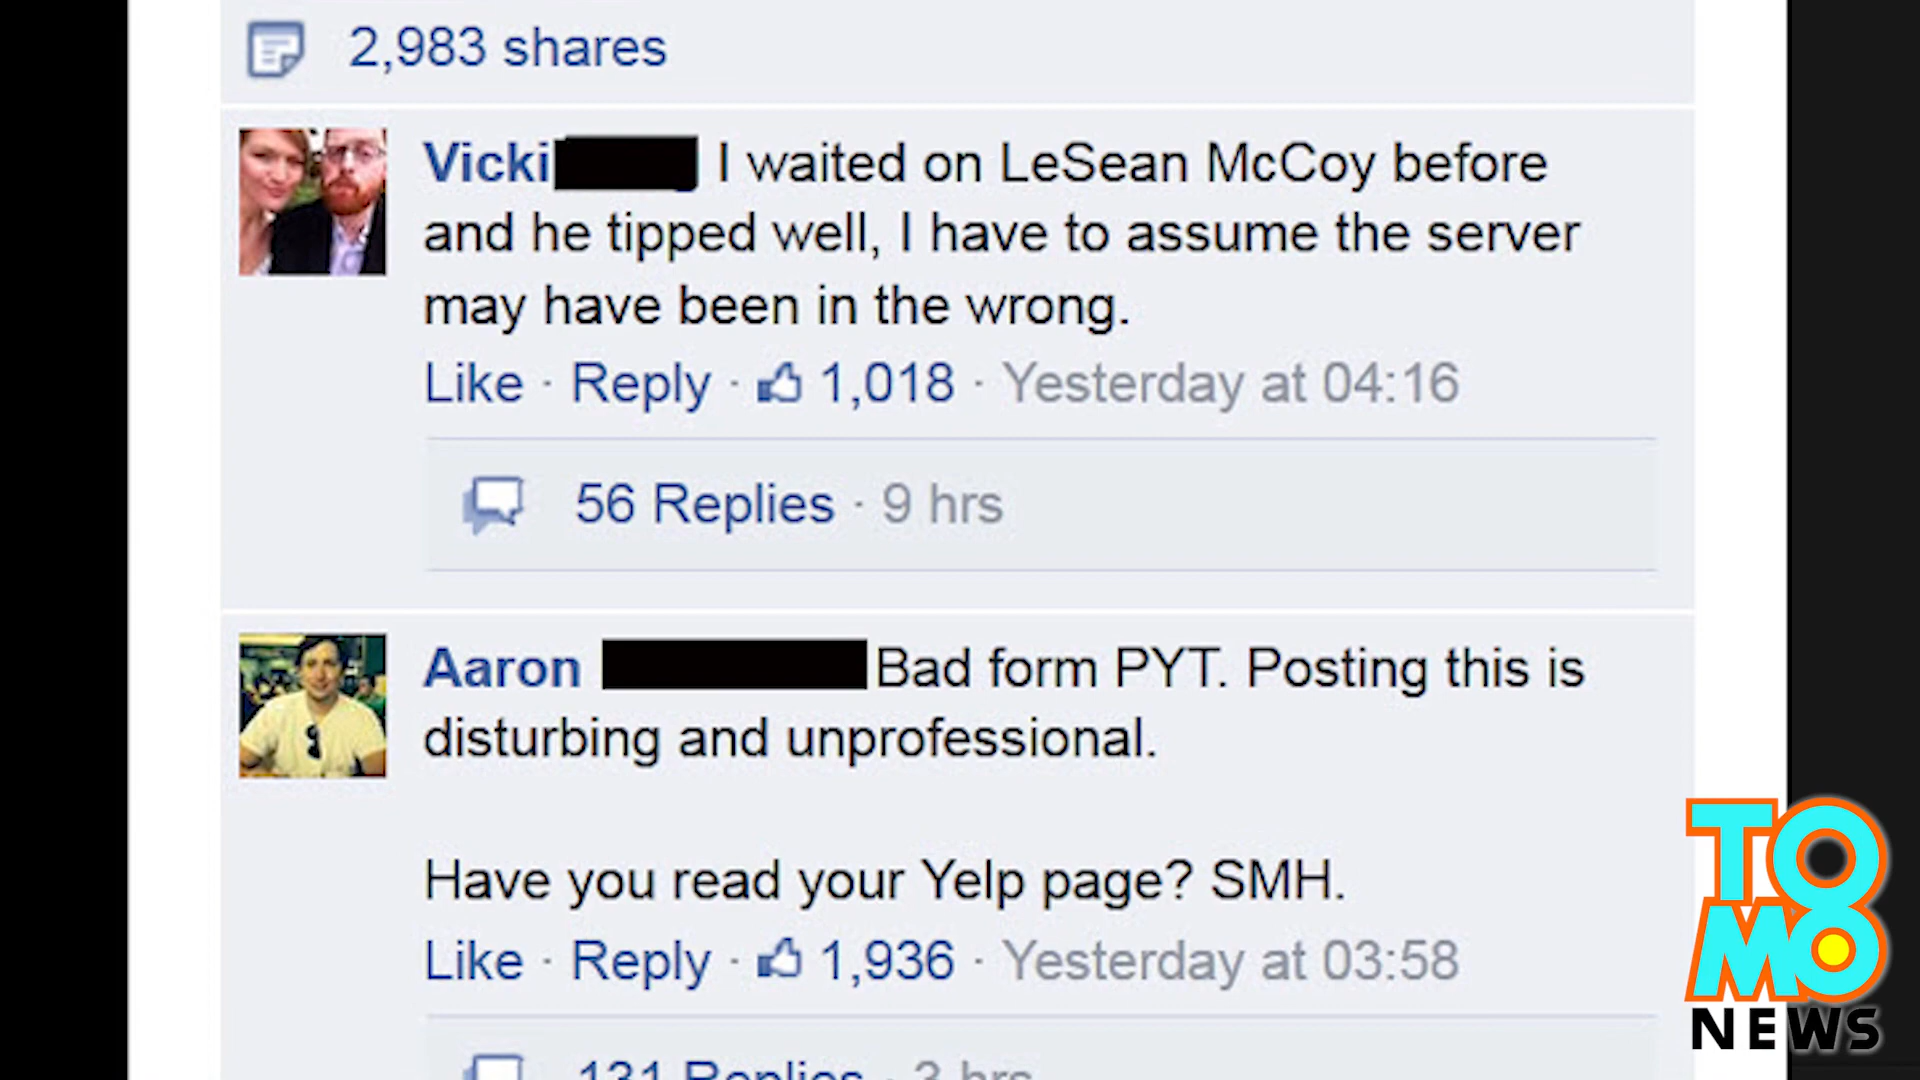 2,983 shares
Vicki I waited on LeSean McCoy before
and he tipped well, I have to assume the server
may have been in the wrong.
Like · Reply · 1,018 · Yesterday at 04:16
56 Replies · 9 hrs
Aaron Bad form PYT. Posting this is
disturbing and unprofessional.
Have you read your Yelp page? SMH.
Like · Reply · 1,936 · Yesterday at 03:58
131 Replies · 3 hrs
TOMO
NEWS